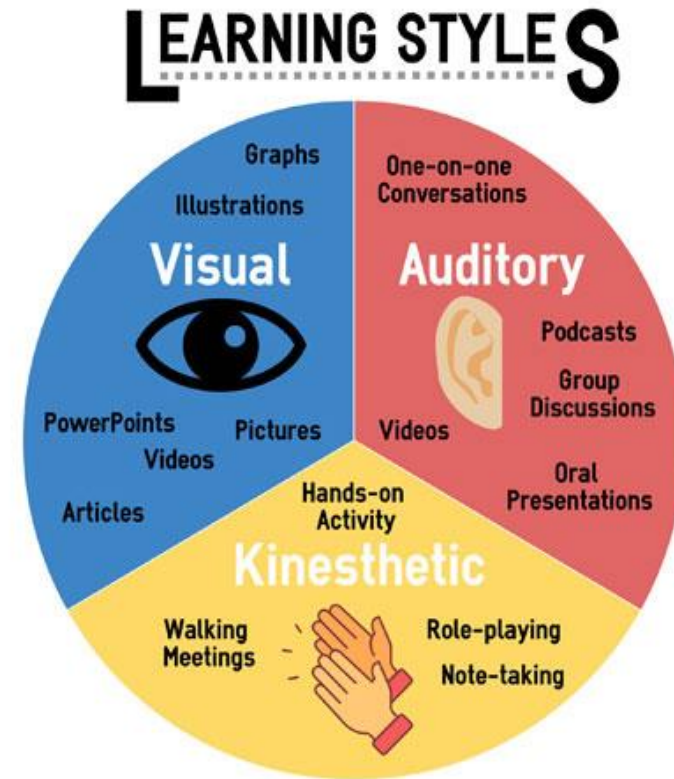 LEARNING STYLES
Graphs
Illustrations
Visual
PowerPoints
Pictures
Videos
Articles
One-on-one
Conversations
Auditory
Podcasts
Group
Discussions
Videos
Oral
Presentations
Hands-on
Activity
Kinesthetic
Walking
Meetings
Role-playing
Note-taking